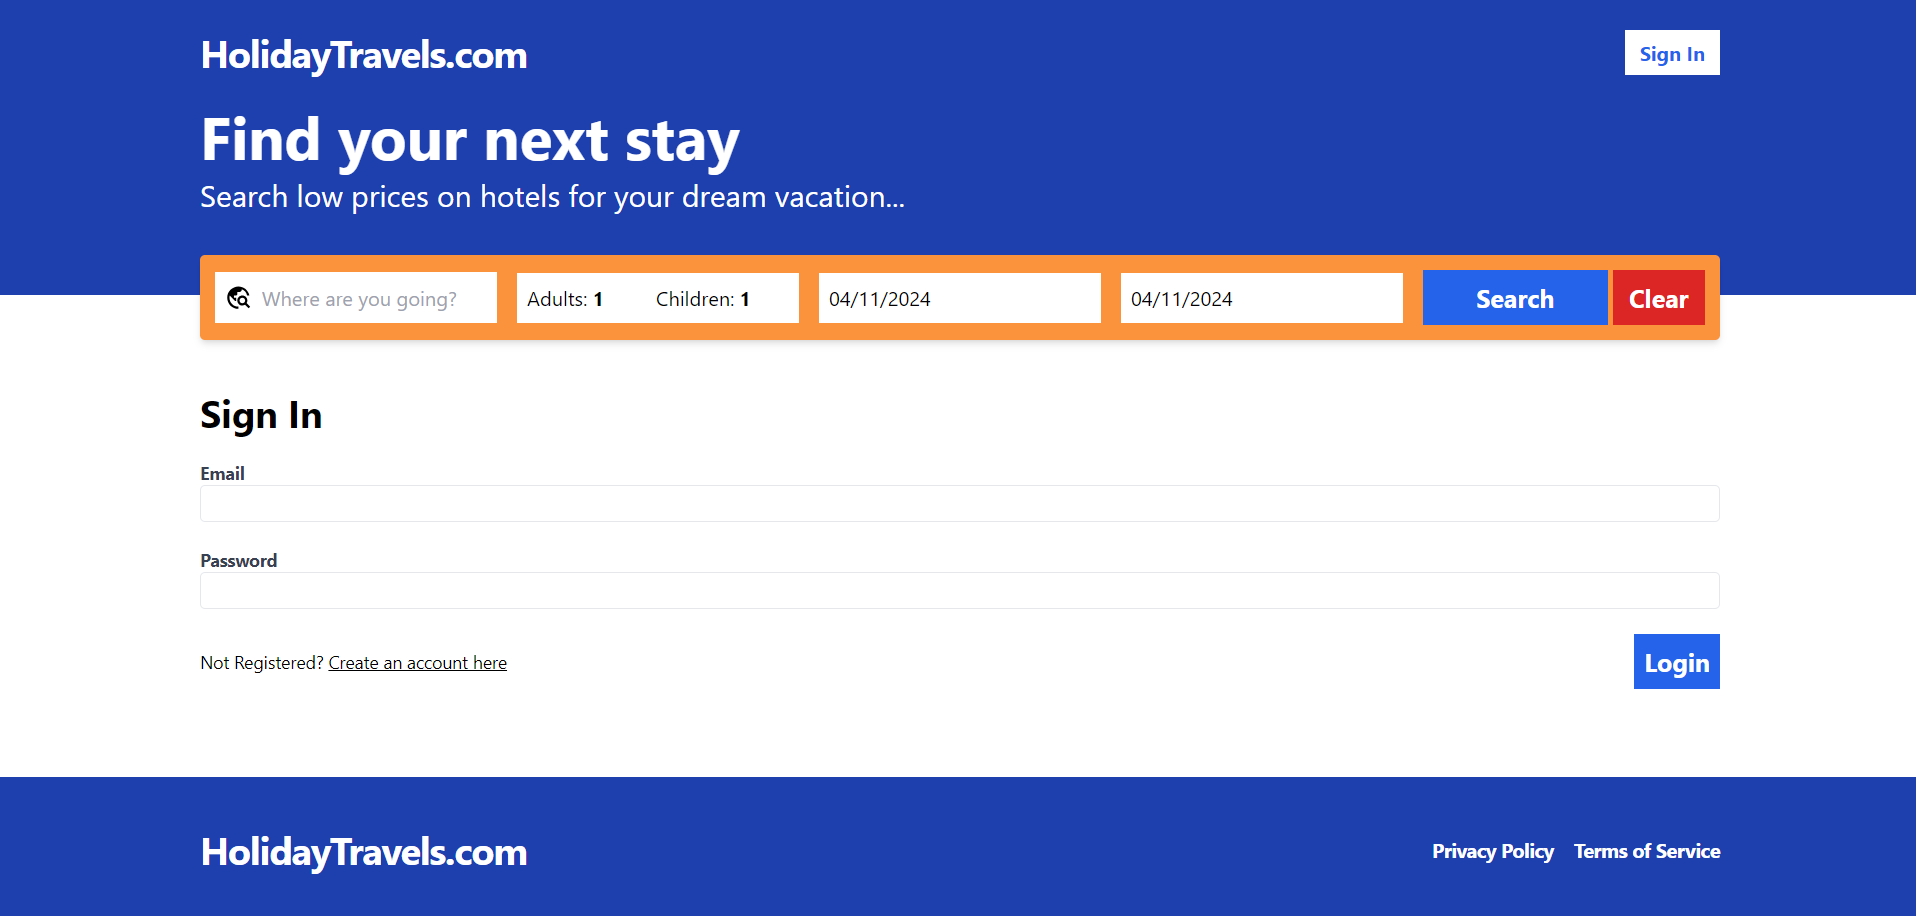 HolidayTravels.com
Sign In
Find your next stay
Search low prices on hotels for your dream vacation...
Where are you going? Adults: 1 Children: 1 04/11/2024 04/11/2024 Search Clear
Sign In
Email
Password
Not Registered? Create an account here
Login
HolidayTravels.com
Privacy Policy Terms of Service